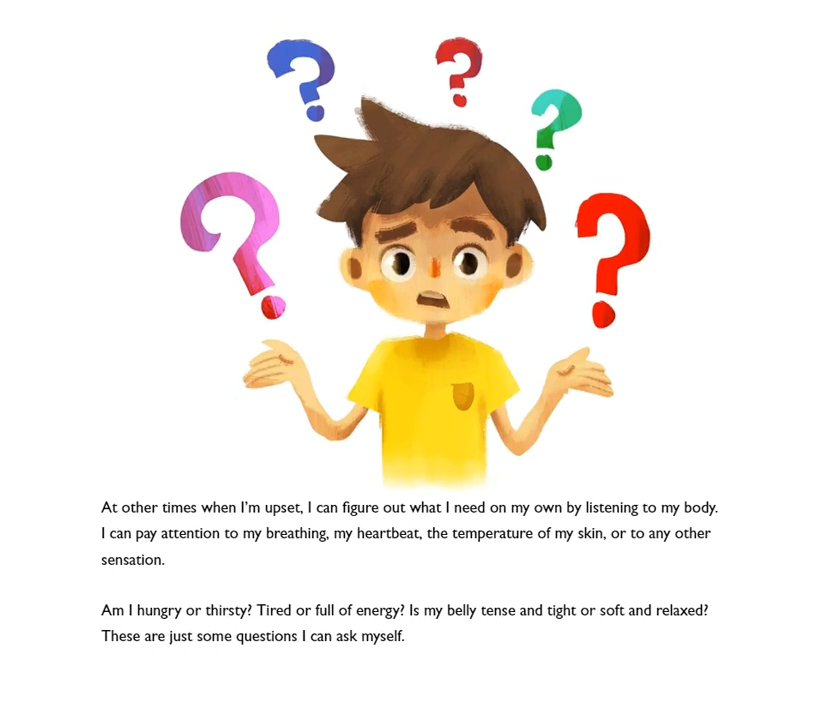 At other times when I’m upset, I can figure out what I need on my own by listening to my body.
I can pay attention to my breathing, my heartbeat, the temperature of my skin, or to any other
sensation.
Am I hungry or thirsty? Tired or full of energy? Is my belly tense and tight or soft and relaxed?
These are just some questions I can ask myself.